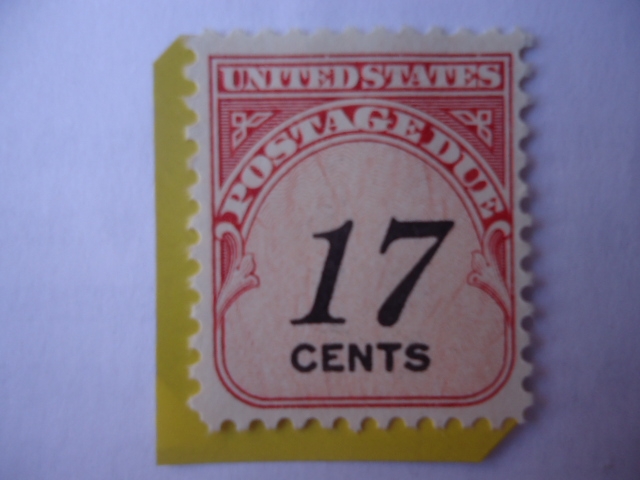 UNITED STATES
POSTAGE DUE
17
CENTS